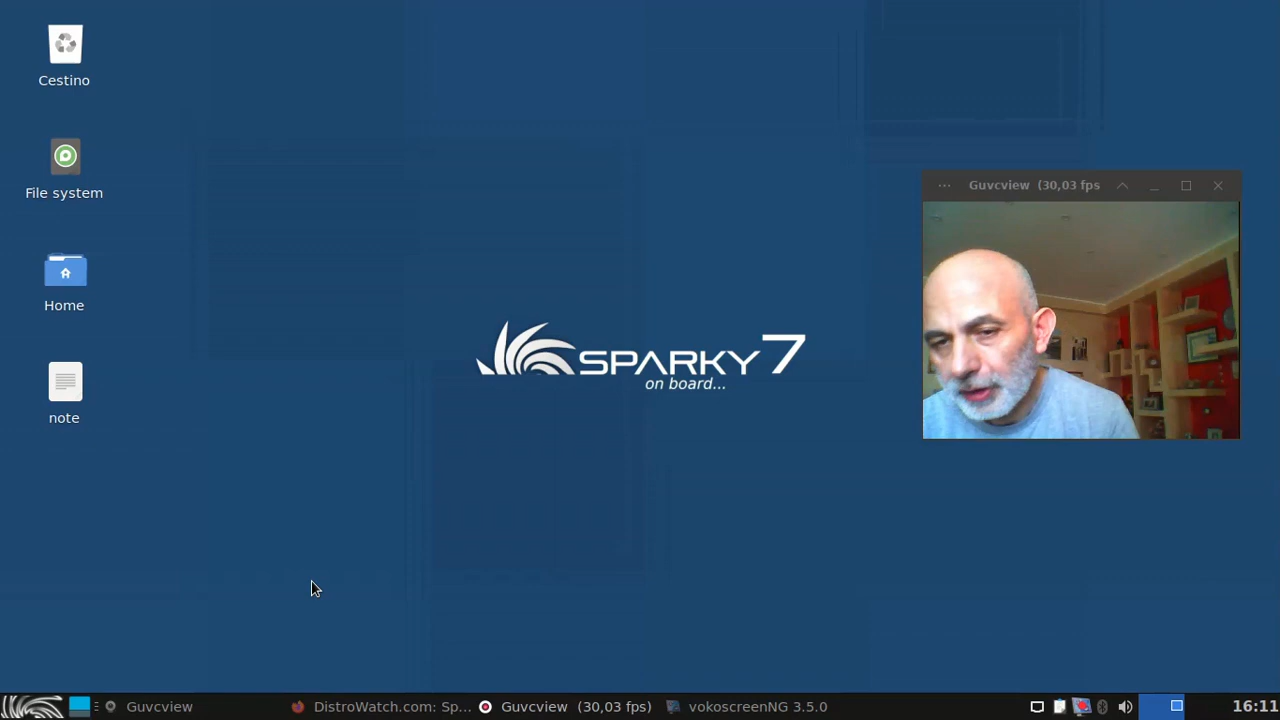 Cestino
File system
Home
note
SPARKY 7
on board...
Guvcview (30,03 fps
Guvcview
DistroWatch.com: Sp...
Guvcview (30,03 fps)
vokoscreenNG 3.5.0
16:11